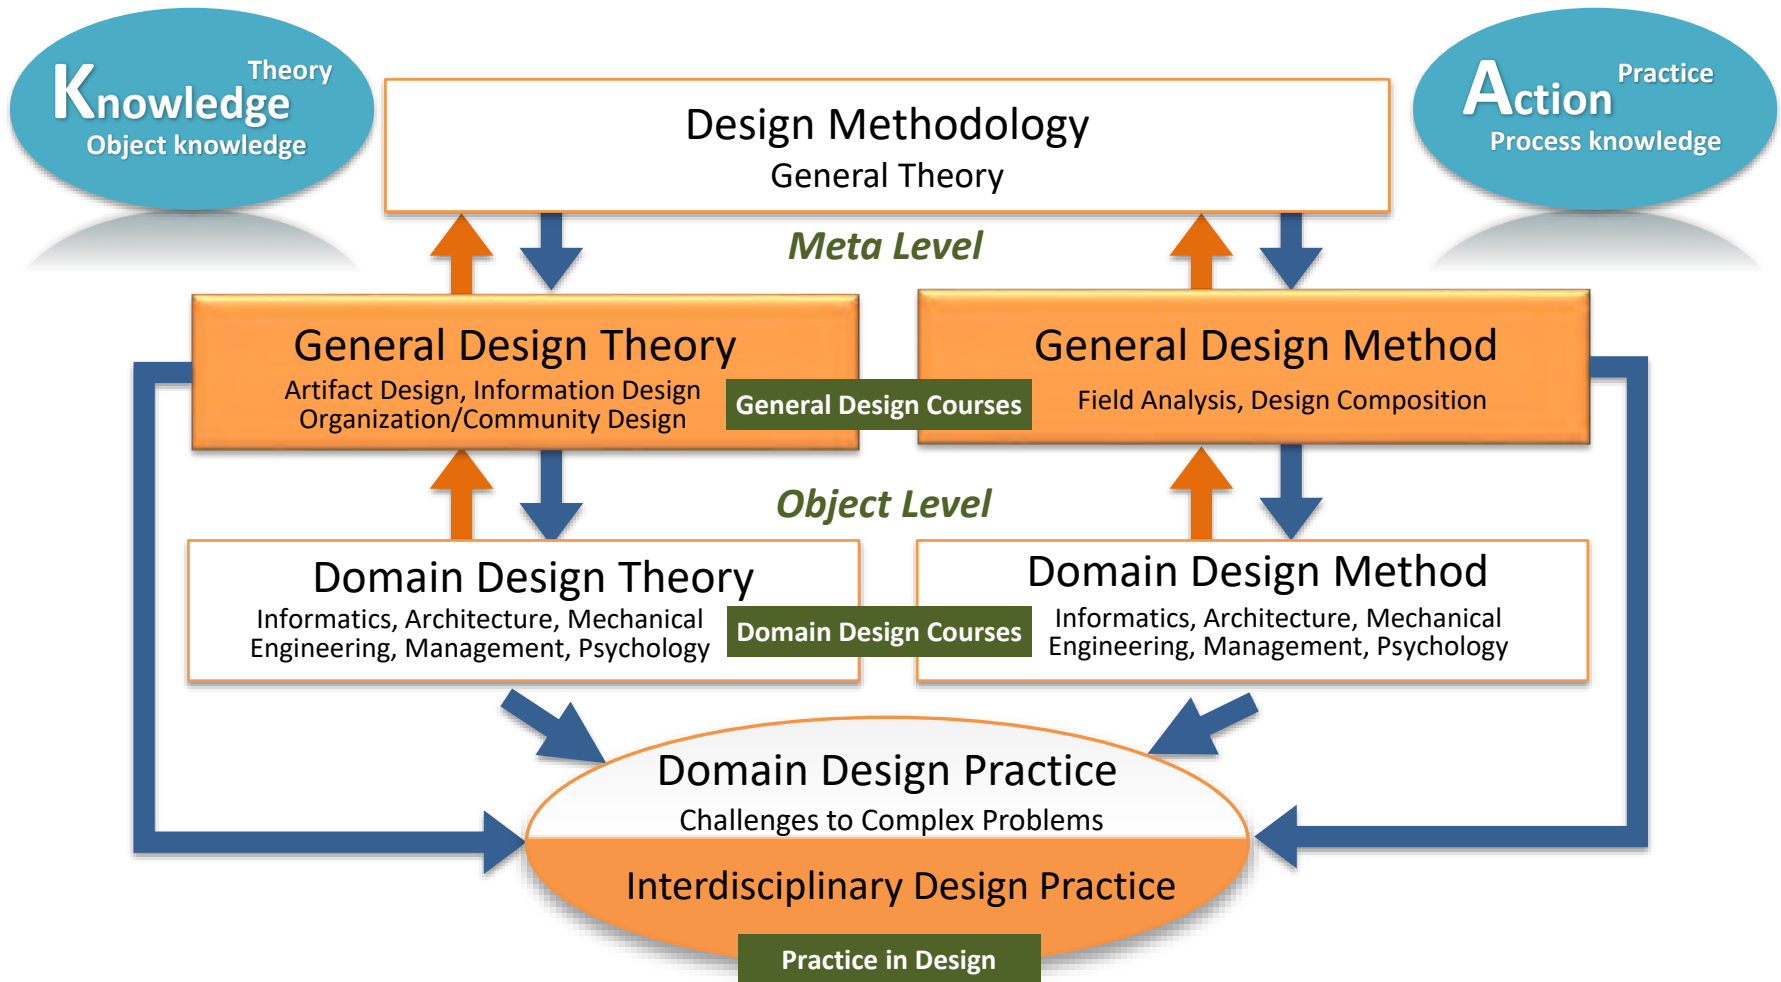 Theory
Knowledge
Object knowledge
Practice
Action
Process knowledge
Design Methodology
General Theory
Meta Level
General Design Theory
Artifact Design, Information Design
Organization/Community Design
General Design Courses
General Design Method
Field Analysis, Design Composition
Object Level
Domain Design Theory
Informatics, Architecture, Mechanical
Engineering, Management, Psychology
Domain Design Courses
Domain Design Method
Informatics, Architecture, Mechanical
Engineering, Management, Psychology
Domain Design Practice
Challenges to Complex Problems
Interdisciplinary Design Practice
Practice in Design